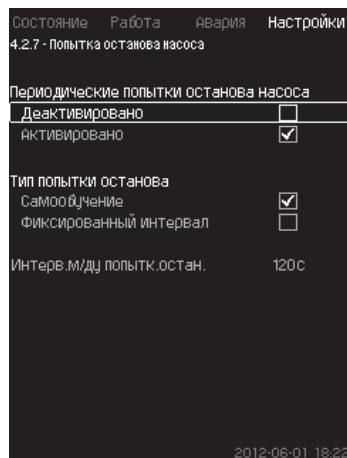 Состояние Работа Авария Настройки
4.2.7 - Попытка останова насоса
Периодические попытки останова насоса
Деактивировано
Активировано
Тип попытки останова
Самообучение
Фиксированный интервал
Интерв.м/ду попытк.остан. 120с
2012-06-01 18:22